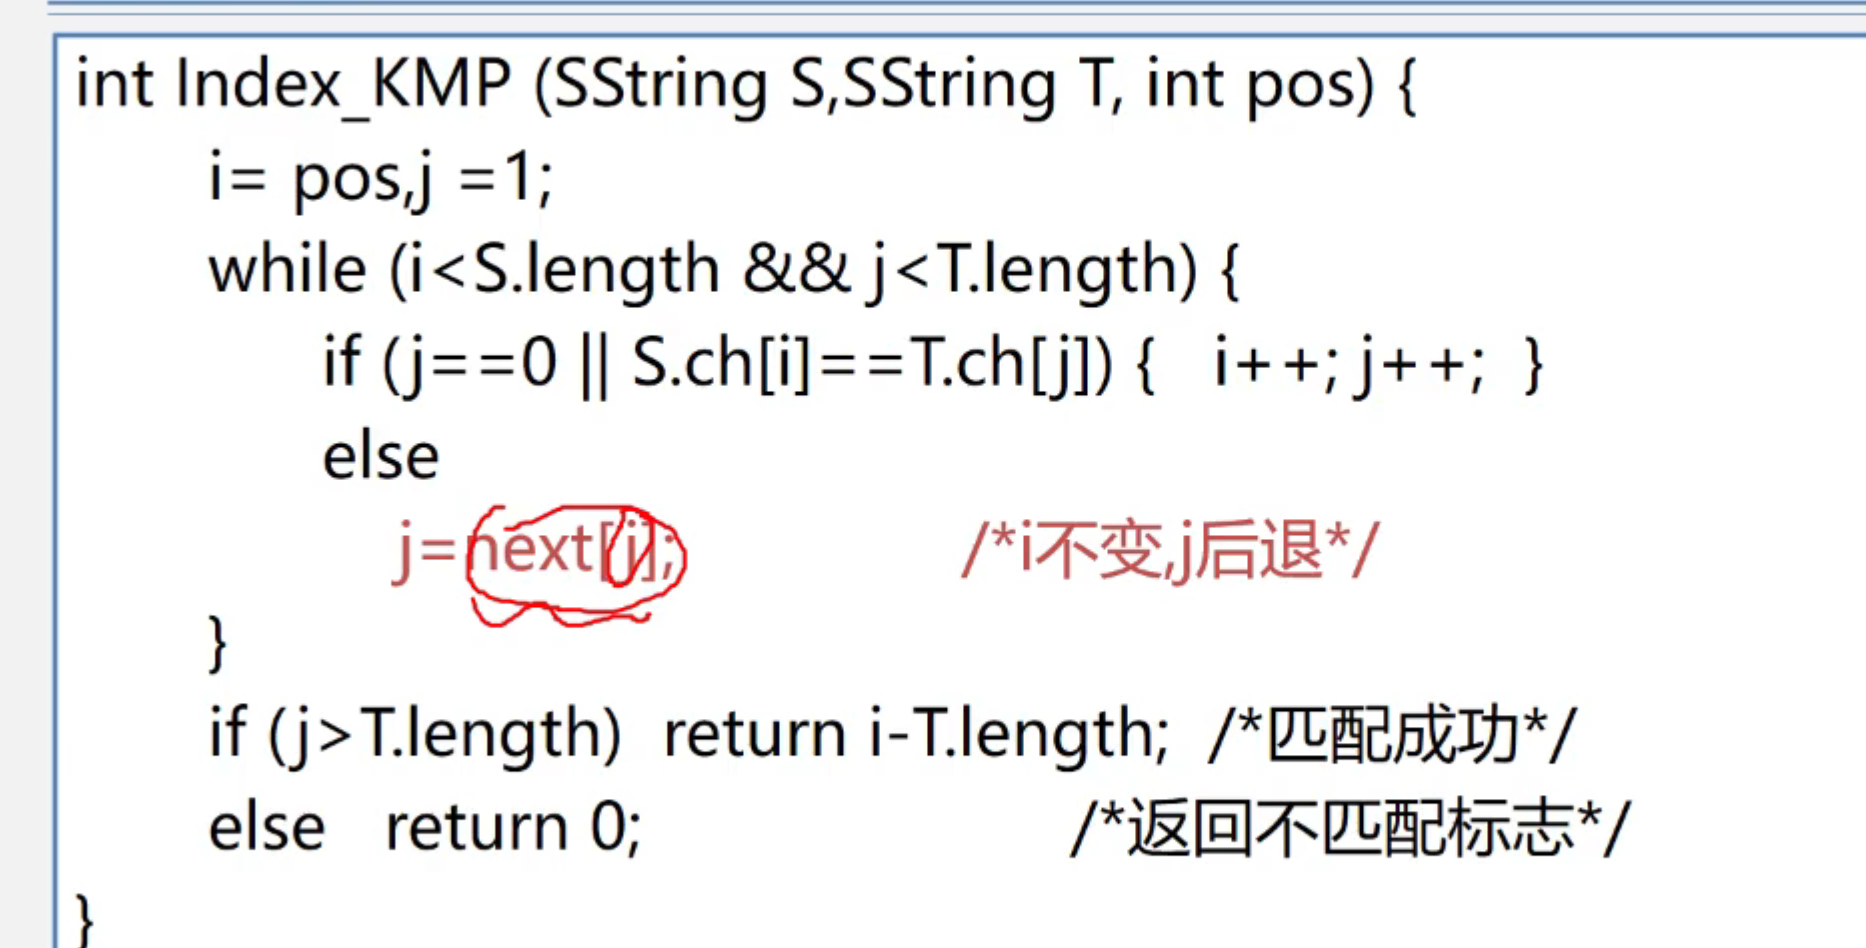 int Index_KMP (SString S,SString T, int pos) {
i= pos,j =1;
while (i<S.length && j<T.length) {
if (j==0 || S.ch[i]==T.ch[j]) { i++; j++; }
else
j=next[j]; /*i不变,j后退*/
}
if (j>T.length) return i-T.length; /*匹配成功*/
else return 0; /*返回不匹配标志*/
}